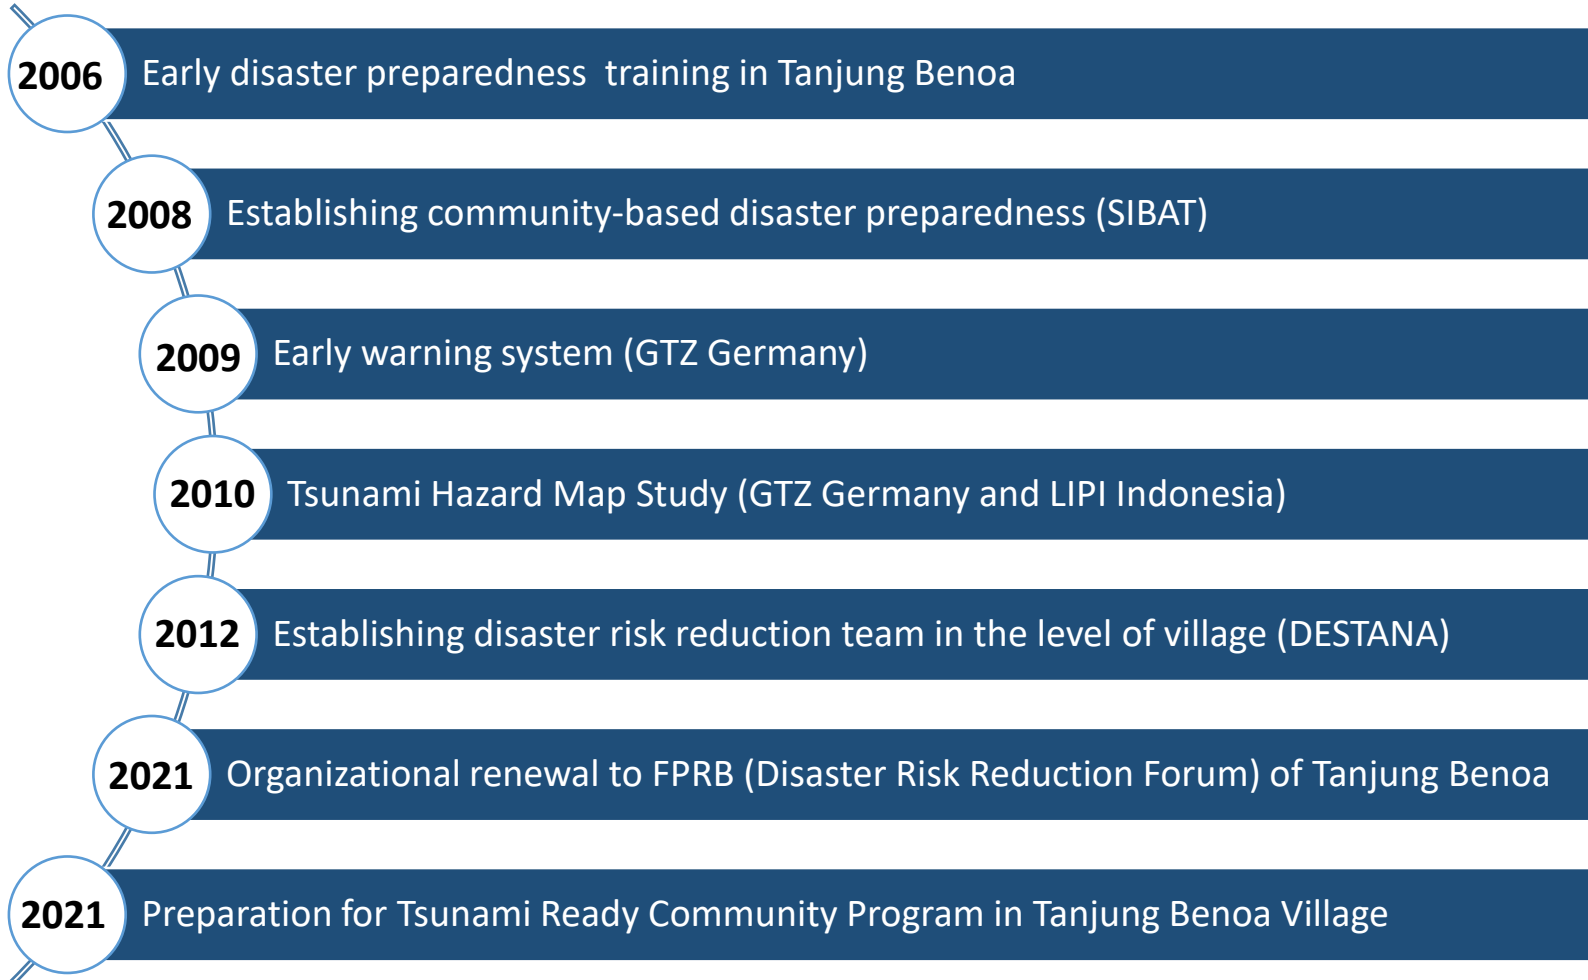 2006 Early disaster preparedness training in Tanjung Benoa
2008 Establishing community-based disaster preparedness (SIBAT)
2009 Early warning system (GTZ Germany)
2010 Tsunami Hazard Map Study (GTZ Germany and LIPI Indonesia)
2012 Establishing disaster risk reduction team in the level of village (DESTANA)
2021 Organizational renewal to FPRB (Disaster Risk Reduction Forum) of Tanjung Benoa
2021 Preparation for Tsunami Ready Community Program in Tanjung Benoa Village